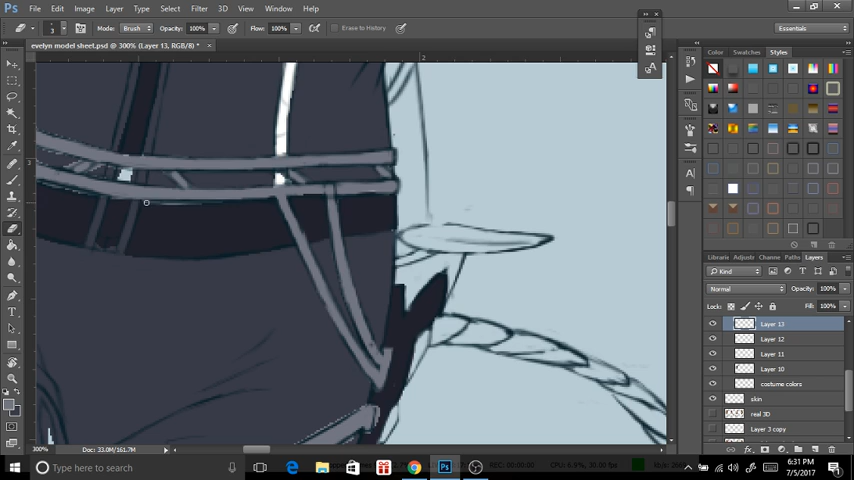 Ps File Edit Image Layer Type Select Filter 3D View Window Help
3 Mode: Brush Opacity: 100% Flow: 100% Erase to History Essentials
evelyn model sheet.psd @ 300% (Layer 13, RGB/8) * ×
2
3
Color Swatches Styles
Librarie Adjustm Channe Paths Layers
Kind
Normal Opacity: 100%
Lock: Fill: 100%
Layer 13
Layer 12
Layer 11
Layer 10
costume colors
skin
real 3D
Layer 3 copy
300% Doc: 33.0M/161.7M
Type here to search
6:31 PM
7/5/2017